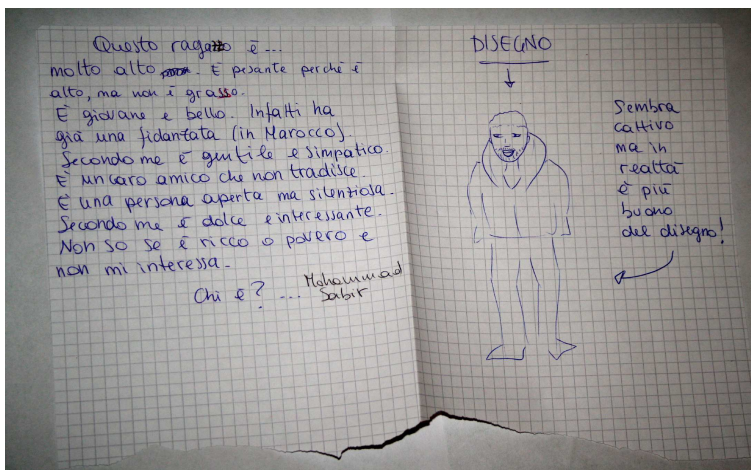 Questo ragazzo è...
molto alto. È pesante perché è
alto, ma non è grasso.
È giovane e bello. Infatti ha
già una fidantata (in Marocco).
Secondo me è gentile e simpatico.
È un caro amico che non tradisce.
È una persona aperta ma silenziosa.
Secondo me è dolce e interessante.
Non so se è ricco o povero e
non mi interessa.
Chi è? ... Mohammad
Sabir
DISEGNO
Sembra
cattivo
ma in
realtà
è più
buono
del disegno!